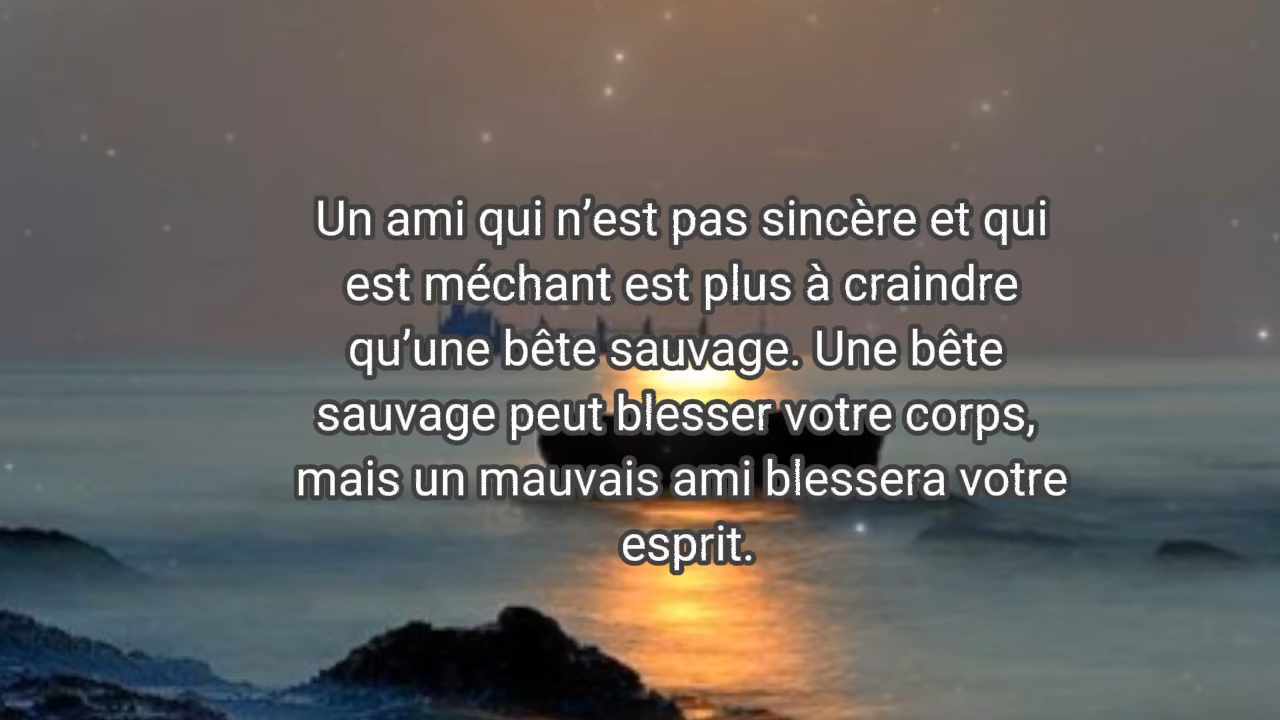 Un ami qui n’est pas sincère et qui
est méchant est plus à craindre
qu’une bête sauvage. Une bête
sauvage peut blesser votre corps,
mais un mauvais ami blessera votre
esprit.